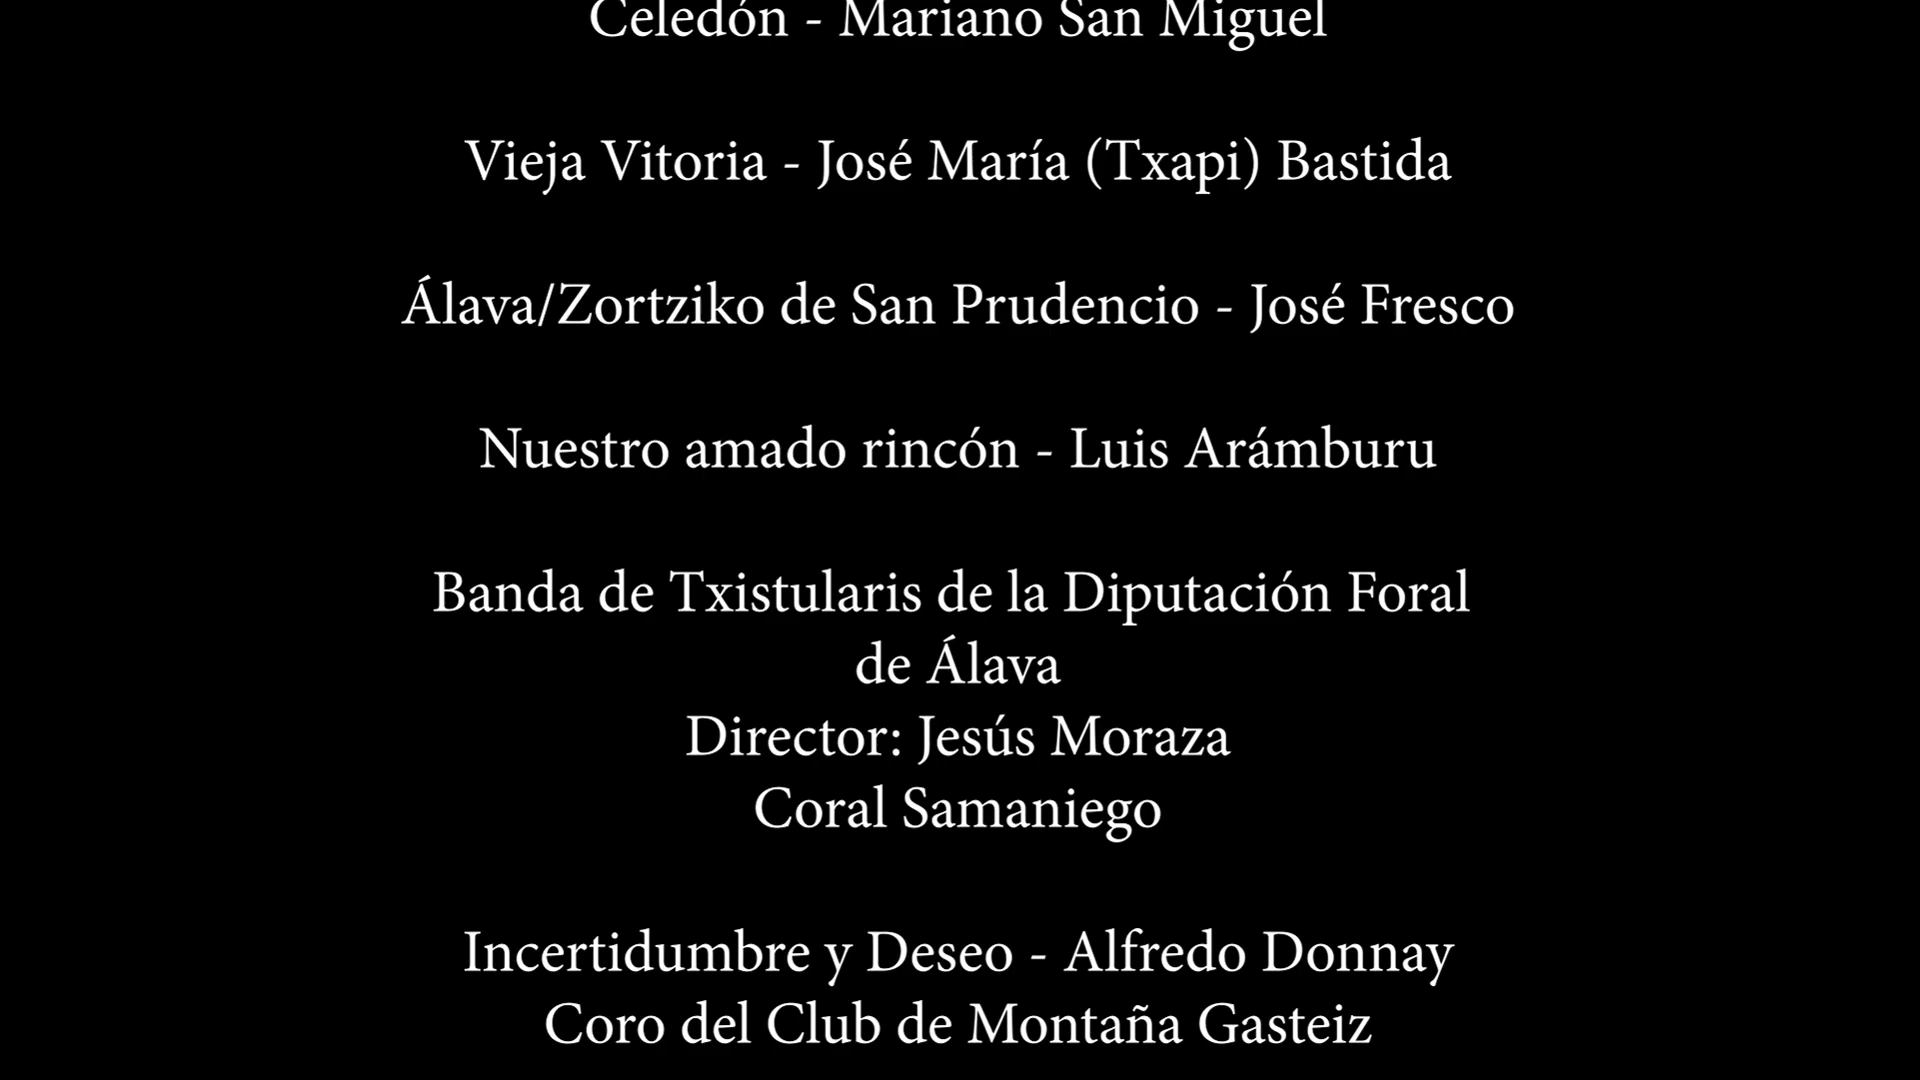 Celedón - Mariano San Miguel
Vieja Vitoria - José María (Txapi) Bastida
Álava/Zortziko de San Prudencio - José Fresco
Nuestro amado rincón - Luis Arámburu
Banda de Txistularis de la Diputación Foral
de Álava
Director: Jesús Moraza
Coral Samaniego
Incertidumbre y Deseo - Alfredo Donnay
Coro del Club de Montaña Gasteiz